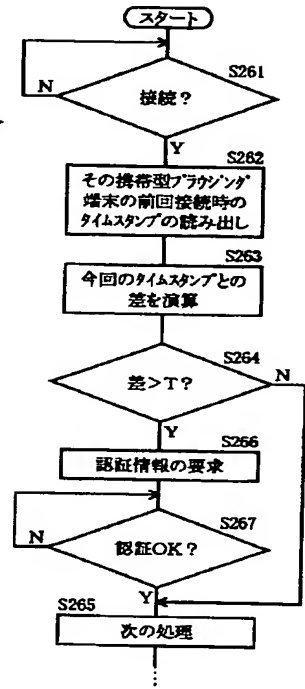 スタート
S261
接続?
N
Y
S262
その携帯型ブラウジング
端末の前回接続時の
タイムスタンプの読み出し
S263
今回のタイムスタンプとの
差を演算
S264
差>T?
N
Y
S266
認証情報の要求
S267
認証OK?
N
Y
S265
次の処理